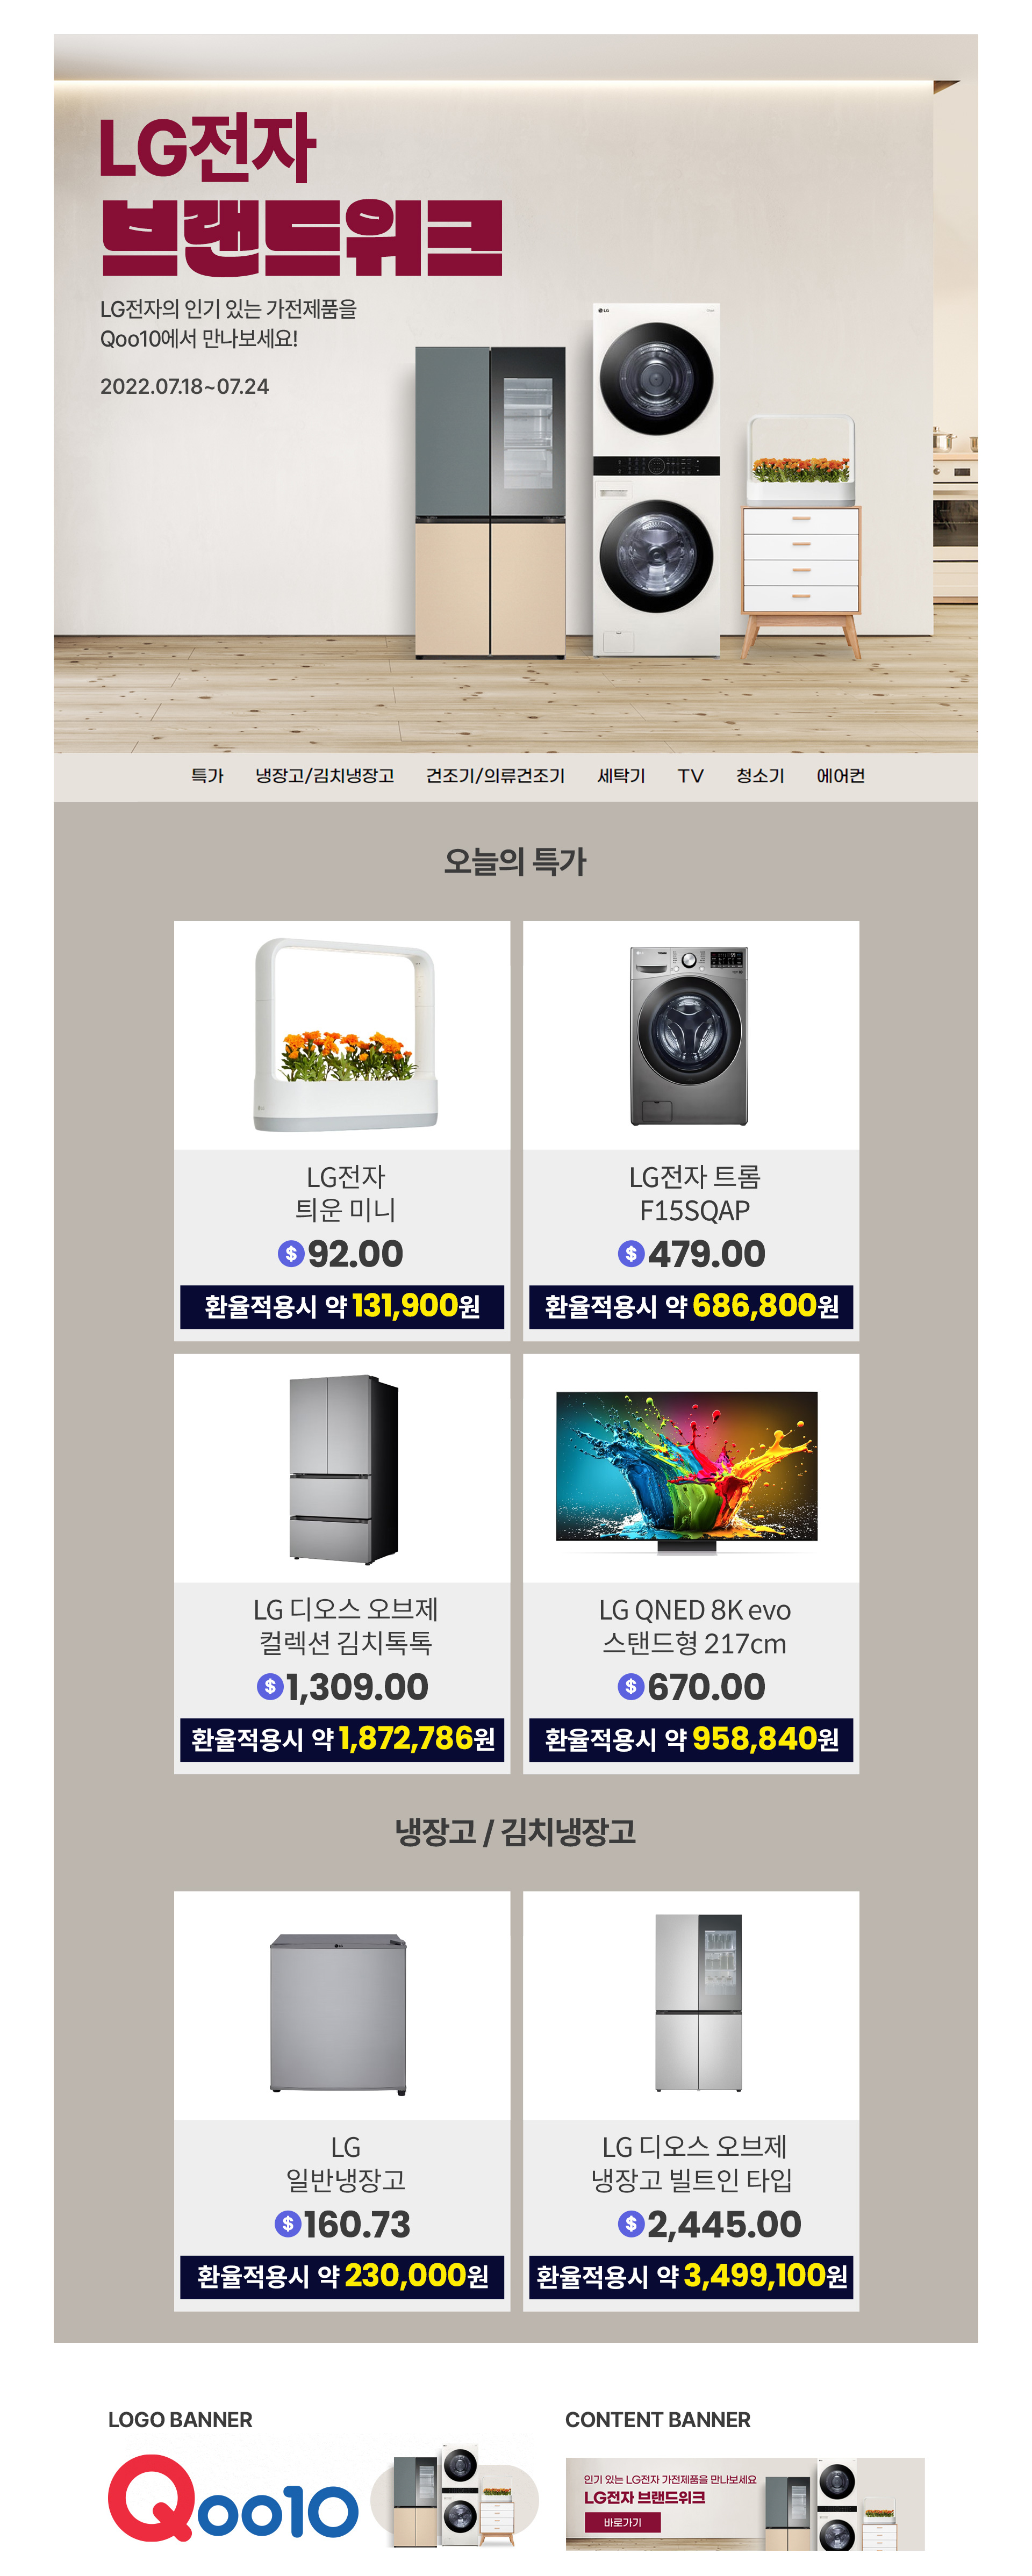 LG전자
브랜드위크
LG전자의 인기 있는 가전제품을
Qoo10에서 만나보세요!
2022.07.18~07.24
LG
특가 냉장고/김치냉장고 건조기/의류건조기 세탁기 TV 청소기 에어컨
오늘의 특가
LG전자
틔운 미니
$ 92.00
환율적용시 약 131,900원
LG전자 트롬
F15SQAP
$ 479.00
환율적용시 약 686,800원
LG 디오스 오브제
컬렉션 김치톡톡
$ 1,309.00
환율적용시 약 1,872,786원
LG QNED 8K evo
스탠드형 217cm
$ 670.00
환율적용시 약 958,840원
냉장고 / 김치냉장고
LG
일반냉장고
$ 160.73
환율적용시 약 230,000원
LG 디오스 오브제
냉장고 빌트인 타입
$ 2,445.00
환율적용시 약 3,499,100원
LOGO BANNER
Qoo10
CONTENT BANNER
인기 있는 LG전자 가전제품을 만나보세요
LG전자 브랜드위크
바로가기